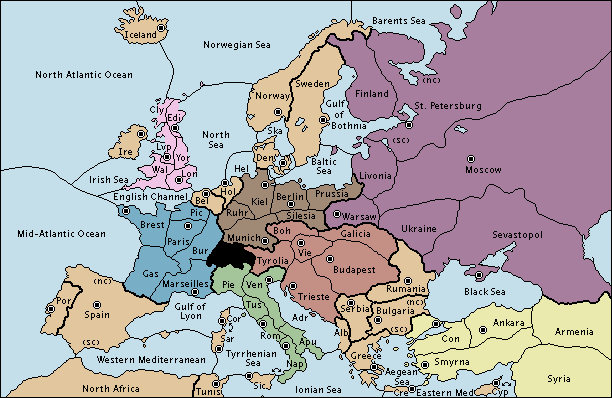 Barents Sea
Iceland
Norwegian Sea
North Atlantic Ocean
(nc)
Sweden
Finland
Norway
Cly
Edi
Gulf
of
Bothnia
St. Petersburg
Ska
North
Sea
(sc)
Ire
Lvp
Yor
Den
Baltic
Sea
Moscow
Hel
Wal
Lon
Livonia
Irish Sea
English Channel
Hol
Bel
Kiel
Berlin
Prussia
Pic
Ruhr
Silesia
Warsaw
Brest
Mid-Atlantic Ocean
Paris
Munich
Boh
Galicia
Ukraine
Sevastopol
Bur
Vie
Tyrolia
Budapest
Gas
Marseilles
Pie
Ven
Rumania
(nc)
Trieste
Black Sea
Por
Spain
Gulf of
Lyon
Tus
Serbia
(nc)
Bulgaria
Cor
Adr
(sc)
Ankara
Armenia
Rom
Alb
Con
(sc)
Sar
Apu
Western Mediterranean
Tyrrhenian
Sea
Nap
Greece
Smyrna
Aegean
Sea
Syria
North Africa
Tunis
Sic
Ionian Sea
Cre
Eastern Med
Cyp